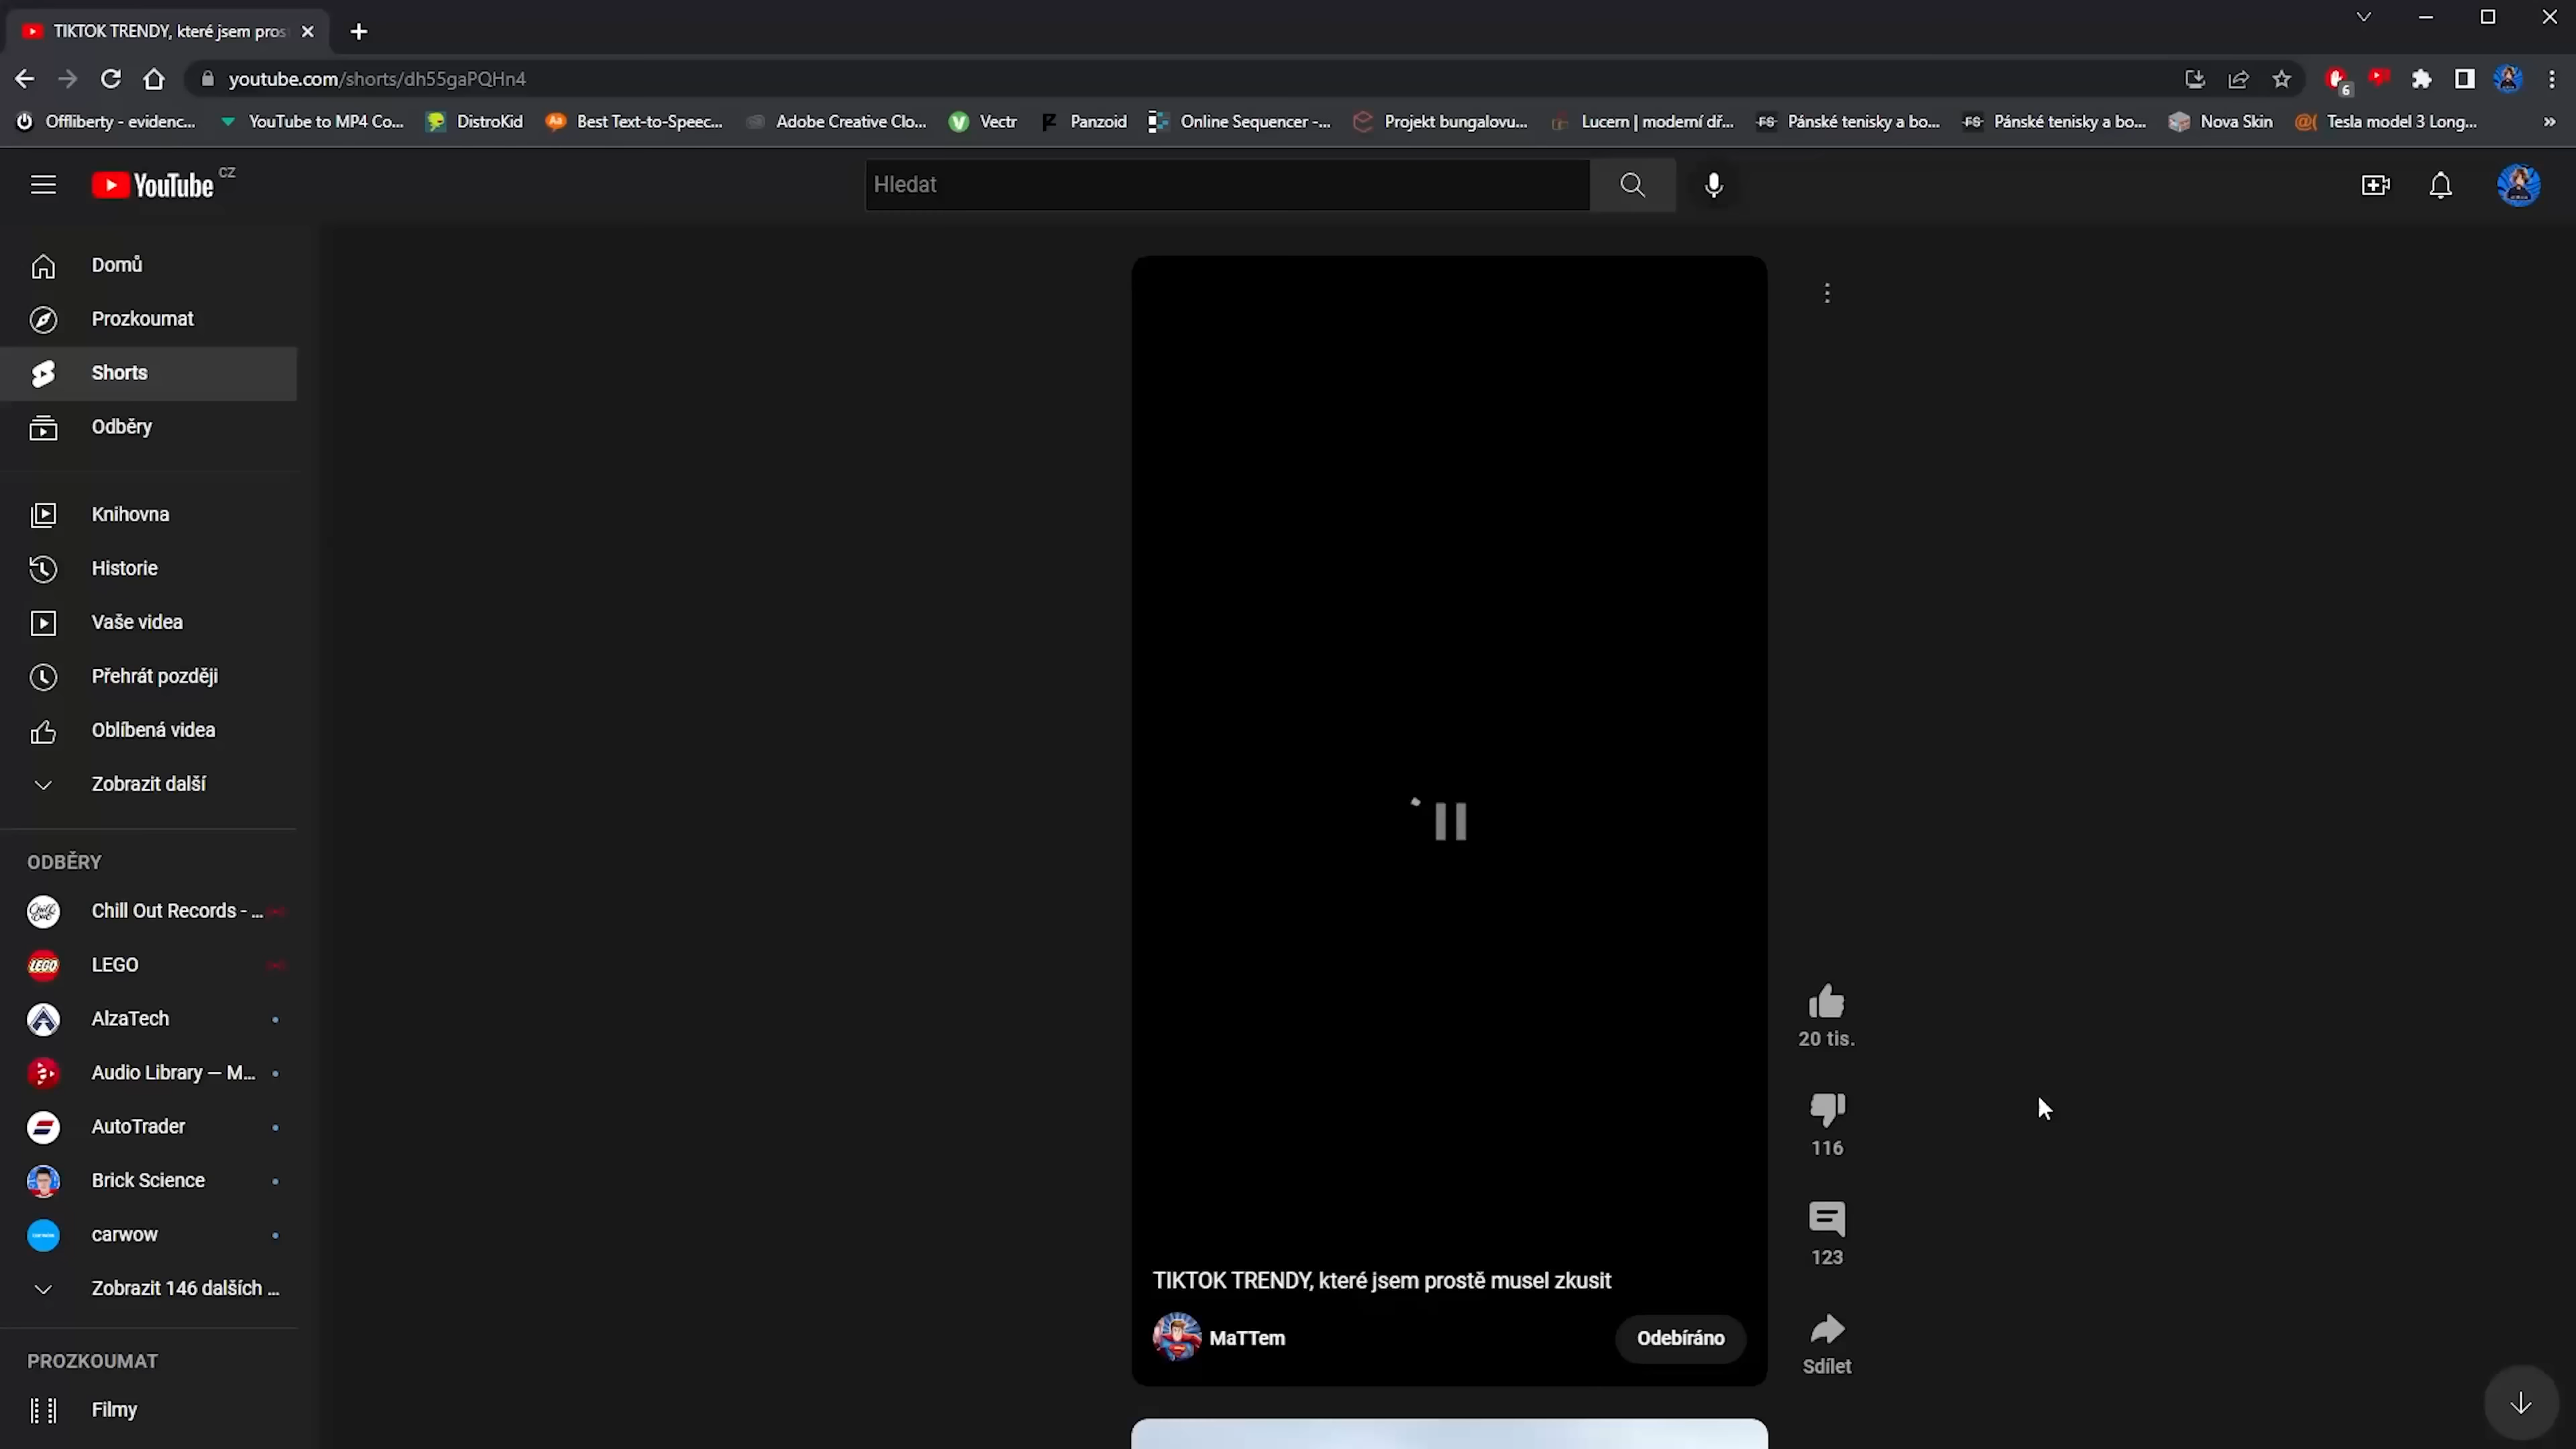 TIKTOK TRENDY, které jsem pros
youtube.com/shorts/dh55gaPQHn4
6
Offliberty - evidenc...
YouTube to MP4 Co...
DistroKid
Best Text-to-Speec...
Adobe Creative Clo...
Vectr
Panzoid
Online Sequencer -...
Projekt bungalovu...
Lucern | moderní dř...
Pánské tenisky a bo...
Pánské tenisky a bo...
Nova Skin
Tesla model 3 Long...
YouTube CZ
Hledat
Domů
Prozkoumat
Shorts
Odběry
Knihovna
Historie
Vaše videa
Přehrát později
Oblíbená videa
Zobrazit další
ODBĚRY
Chill Out Records - ...
LEGO
AlzaTech
Audio Library — M...
AutoTrader
Brick Science
carwow
Zobrazit 146 dalších ...
PROZKOUMAT
Filmy
TIKTOK TRENDY, které jsem prostě musel zkusit
MaTTem
Odebíráno
20 tis.
116
123
Sdílet